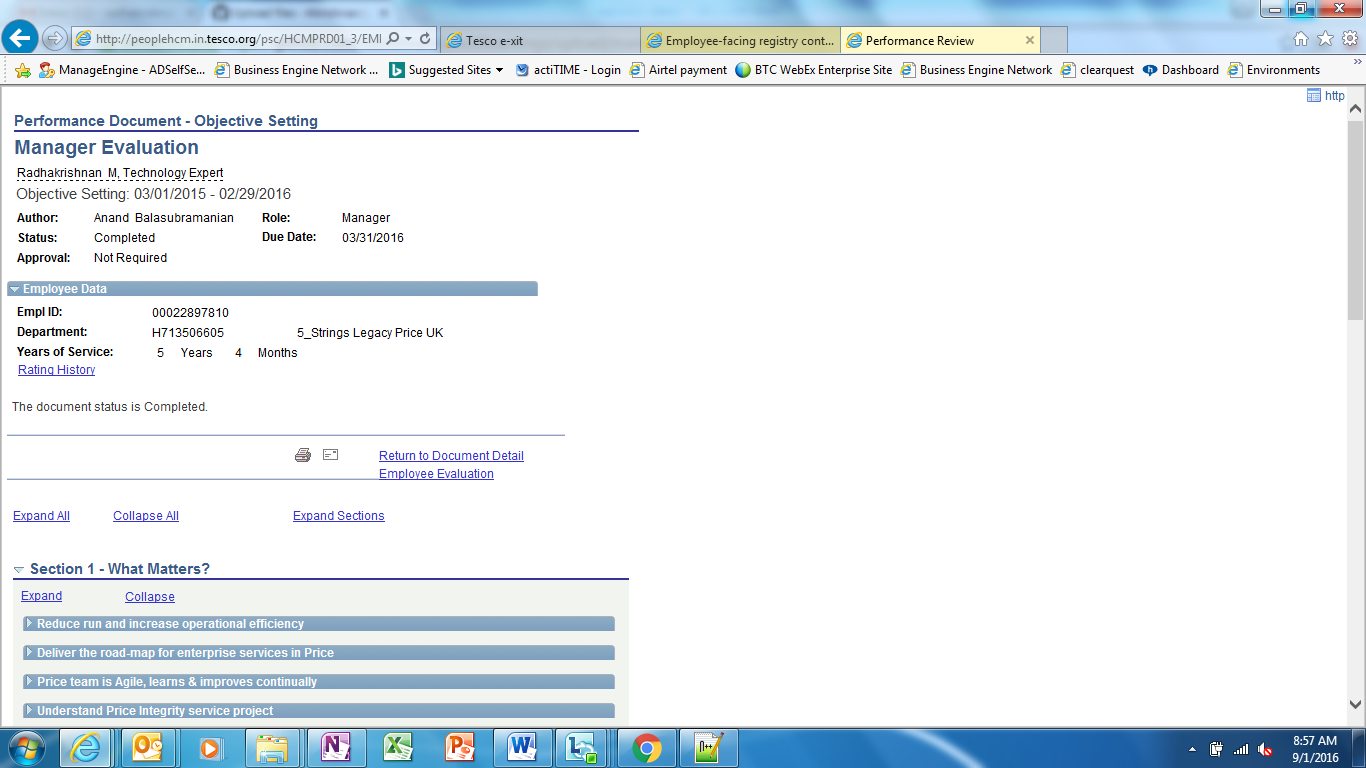 http://peoplehcm.in.tesco.org/psc/HCMPRD01_3/EMI
Tesco e-xit
Employee-facing registry cont...
Performance Review
ManageEngine - ADSelfSe...
Business Engine Network ...
Suggested Sites
actiTIME - Login
Airtel payment
BTC WebEx Enterprise Site
Business Engine Network
clearquest
Dashboard
Environments
http
Performance Document - Objective Setting
Manager Evaluation
Radhakrishnan M, Technology Expert
Objective Setting: 03/01/2015 - 02/29/2016
Author: Anand Balasubramanian Role: Manager
Status: Completed Due Date: 03/31/2016
Approval: Not Required
Employee Data
Empl ID: 00022897810
Department: H713506605 5_Strings Legacy Price UK
Years of Service: 5 Years 4 Months
Rating History
The document status is Completed.
Return to Document Detail
Employee Evaluation
Expand All Collapse All Expand Sections
Section 1 - What Matters?
Expand Collapse
Reduce run and increase operational efficiency
Deliver the road-map for enterprise services in Price
Price team is Agile, learns & improves continually
Understand Price Integrity service project
8:57 AM
9/1/2016